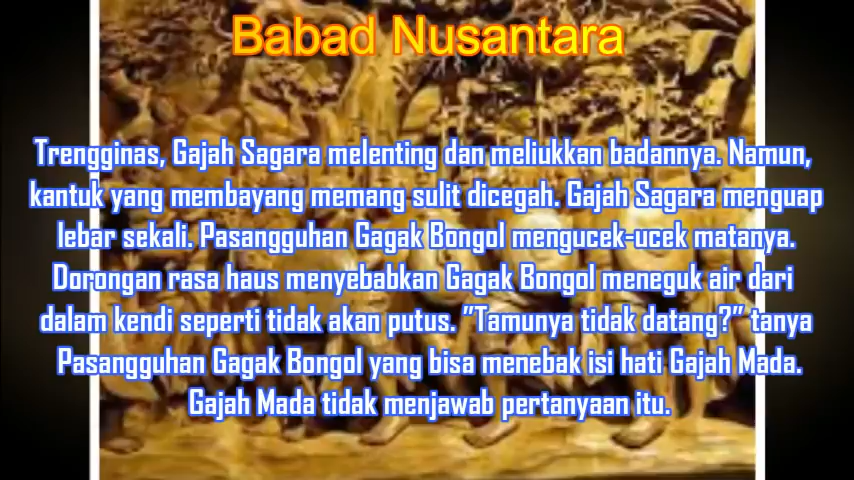 Babad Nusantara
Trengginas, Gajah Sagara melenting dan meliukkan badannya. Namun,
kantuk yang membayang memang sulit dicegah. Gajah Sagara menguap
lebar sekali. Pasangguhan Gagak Bongol mengucek-ucek matanya.
Dorongan rasa haus menyebabkan Gagak Bongol meneguk air dari
dalam kendi seperti tidak akan putus. "Tamunya tidak datang?" tanya
Pasangguhan Gagak Bongol yang bisa menebak isi hati Gajah Mada.
Gajah Mada tidak menjawab pertanyaan itu.